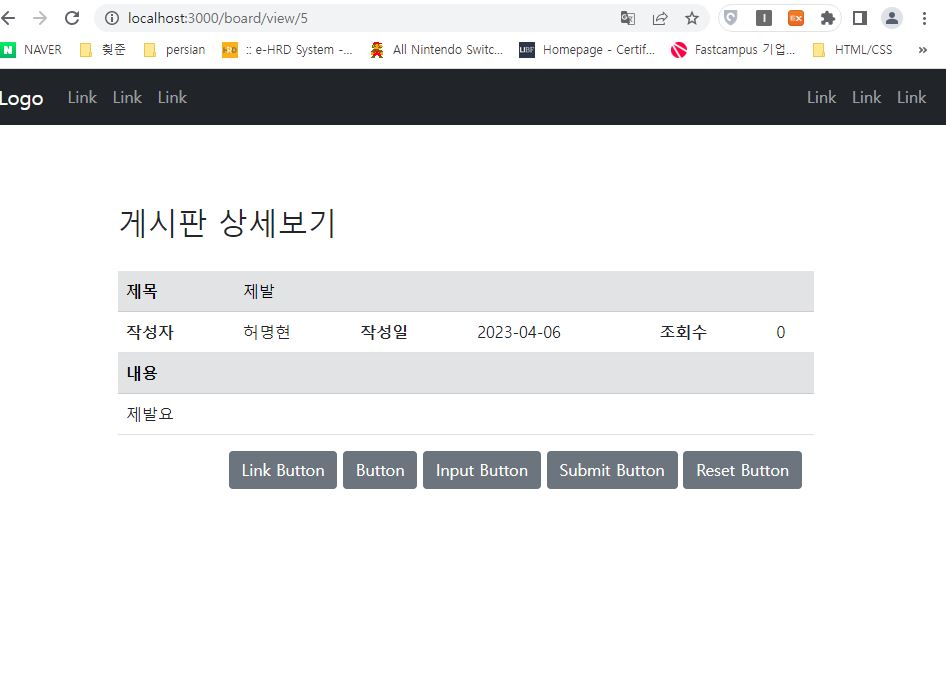 localhost:3000/board/view/5
NAVER 휮준 persian :: e-HRD System -... All Nintendo Switc... Homepage - Certif... Fastcampus 기업... HTML/CSS »
Logo Link Link Link Link Link Link
게시판 상세보기
제목 제발
작성자 허명현 작성일 2023-04-06 조회수 0
내용
제발요
Link Button Button Input Button Submit Button Reset Button